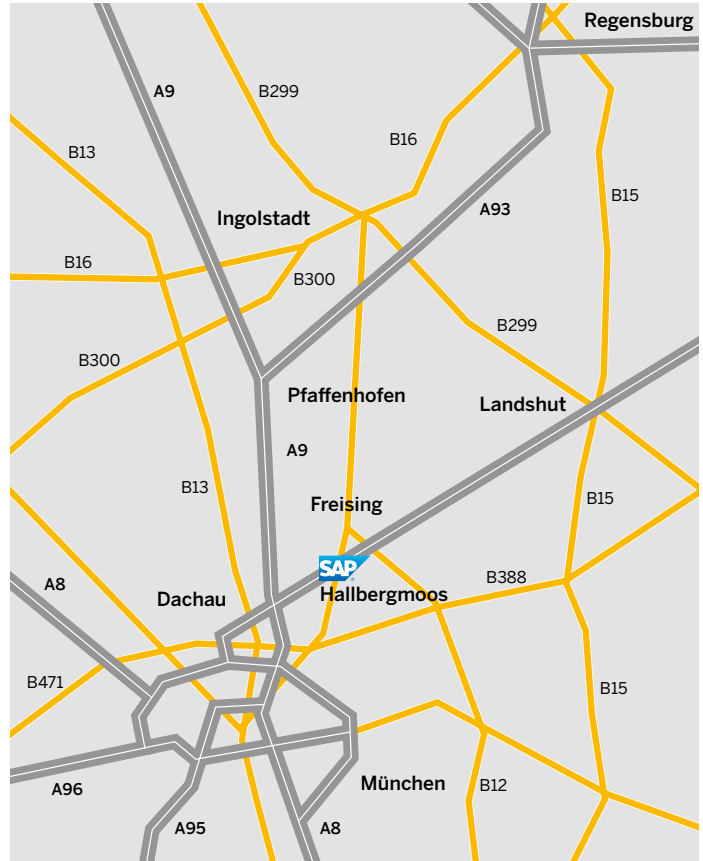 Regensburg
A9
B299
B16
B13
B15
A93
Ingolstadt
B16
B300
B299
B300
Pfaffenhofen
Landshut
A9
B13
B15
Freising
SAP
B388
A8
Dachau
Hallbergmoos
B471
B15
München
B12
A96
A95
A8